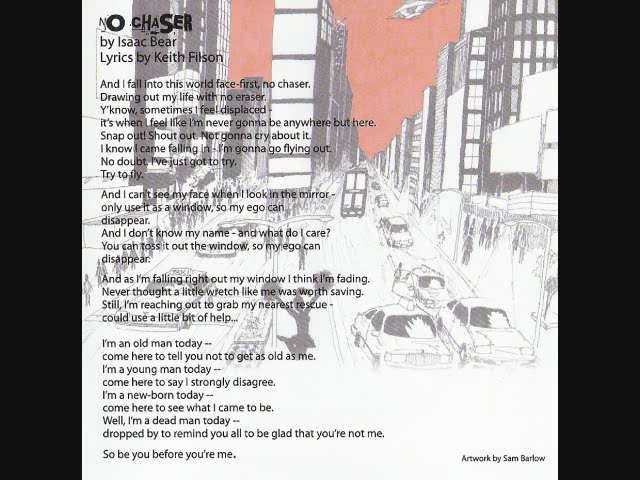 NO CHASER
by Isaac Bear
Lyrics by Keith Filson
And I fall into this world face-first, no chaser.
Drawing out my life with no eraser.
Y'know, sometimes I feel displaced -
it's when I feel like I'm never gonna be anywhere but here.
Snap out! Shout out. Not gonna cry about it.
I know I came falling in - I'm gonna go flying out.
No doubt. I've just got to try.
Try to fly.
And I can't see my face when I look in the mirror -
only use it as a window, so my ego can
disappear.
And I don't know my name - and what do I care?
You can toss it out the window, so my ego can
disappear.
And as I'm falling right out my window I think I'm fading.
Never thought a little wretch like me was worth saving.
Still, I'm reaching out to grab my nearest rescue -
could use a little bit of help...
I'm an old man today --
come here to tell you not to get as old as me.
I'm a young man today --
come here to say I strongly disagree.
I'm a new-born today --
come here to see what I came to be.
Well, I'm a dead man today --
dropped by to remind you all to be glad that you're not me.
So be you before you're me.
Artwork by Sam Barlow